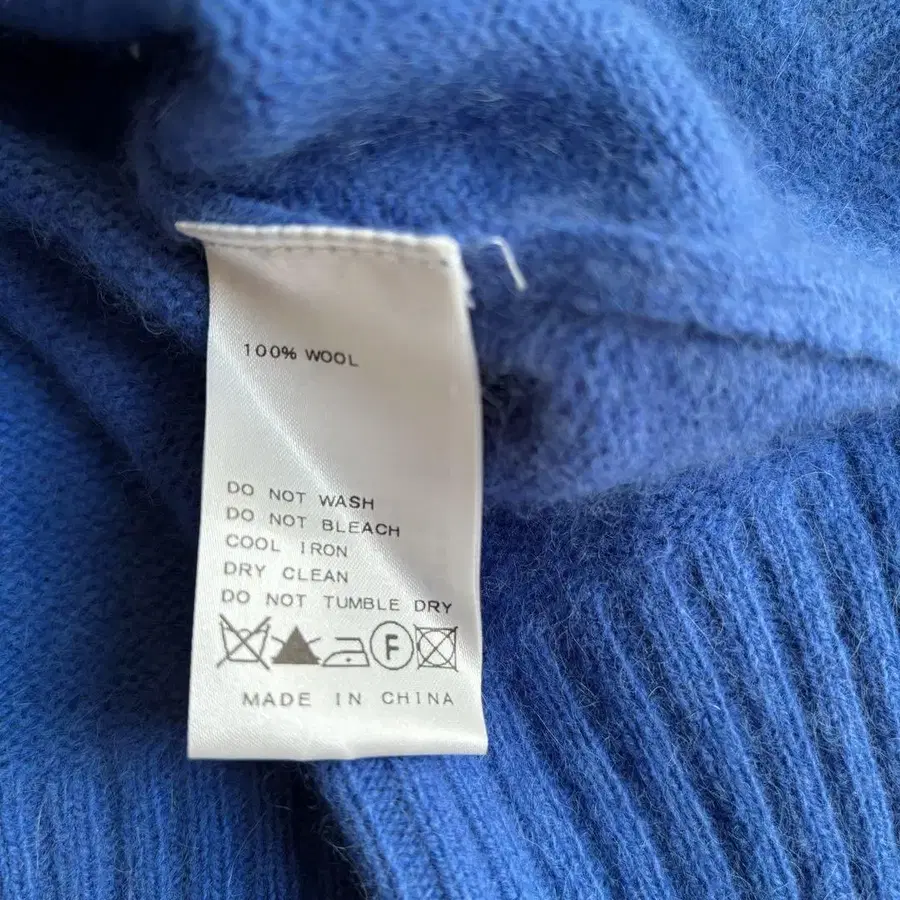 100% WOOL
DO NOT WASH
DO NOT BLEACH
COOL IRON
DRY CLEAN
DO NOT TUMBLE DRY
F
MADE IN CHINA